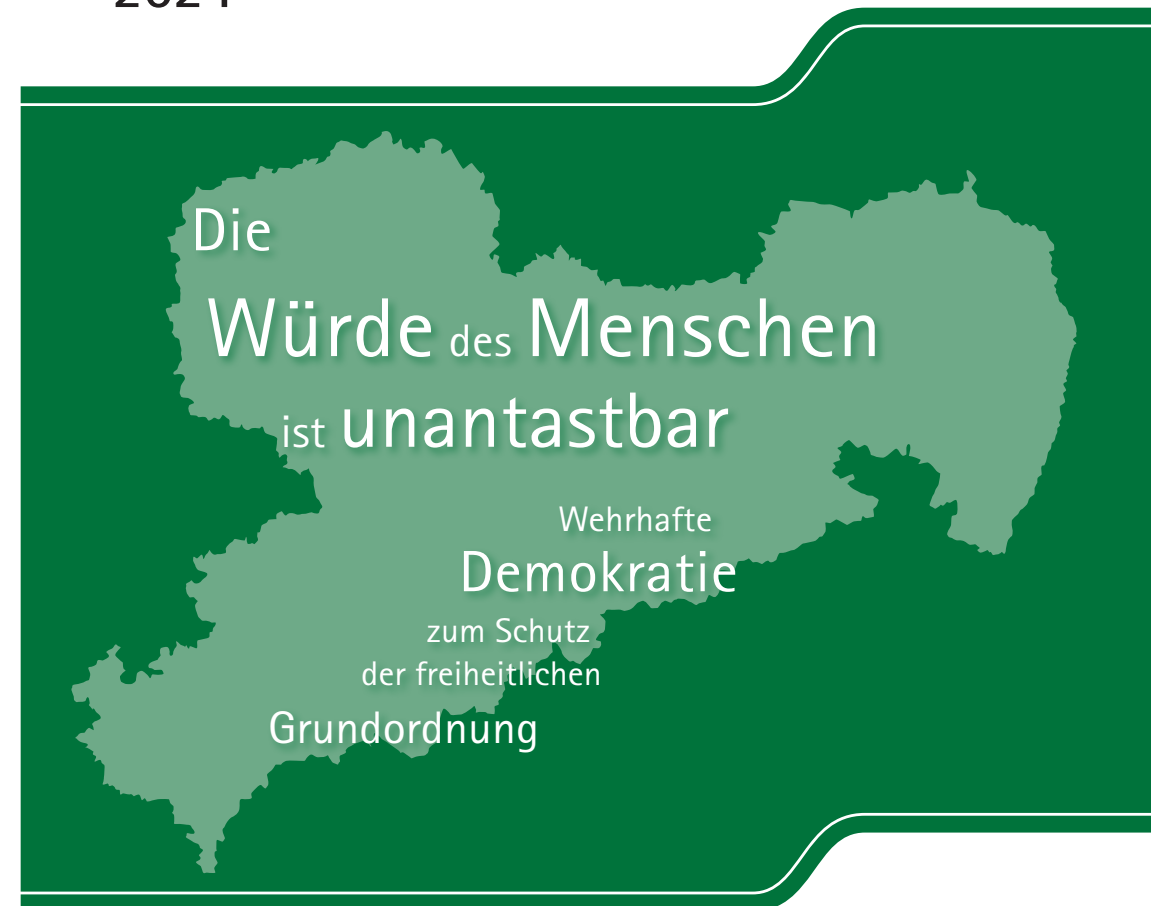 Die
Würde des Menschen
ist unantastbar
Wehrhafte
Demokratie
zum Schutz
der freiheitlichen
Grundordnung